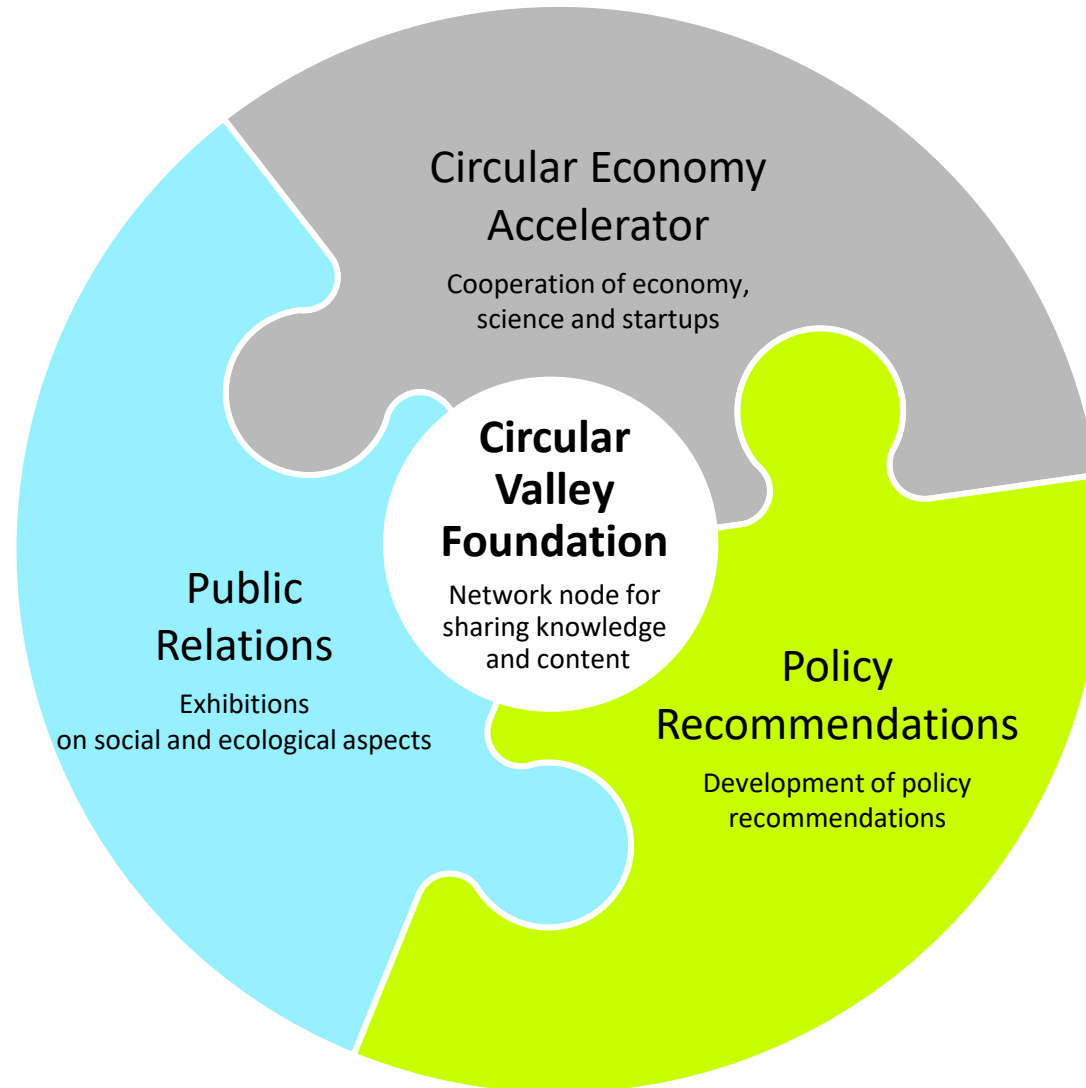 Circular Economy
Accelerator
Cooperation of economy,
science and startups
Circular
Valley
Foundation
Network node for
sharing knowledge
and content
Public
Relations
Exhibitions
on social and ecological aspects
Policy
Recommendations
Development of policy
recommendations